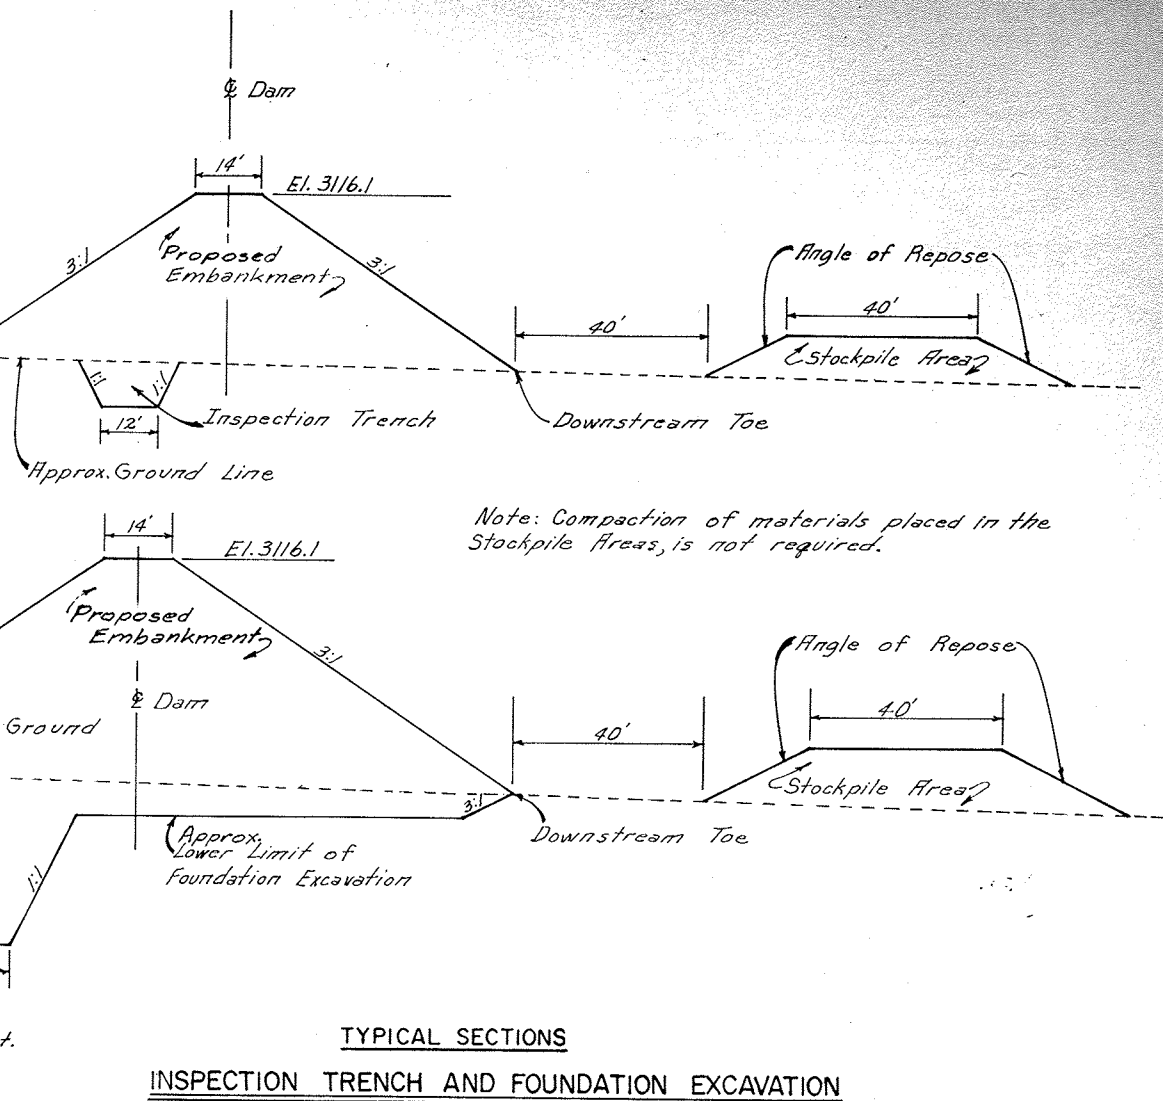 ℄ Dam
14'
El. 3116.1
3:1
Proposed
Embankment
3:1
Angle of Repose
40'
40'
Stockpile Area
1:1
1:1
12'
Inspection Trench
Downstream Toe
Approx. Ground Line
Note: Compaction of materials placed in the
Stockpile Areas, is not required.
14'
El. 3116.1
Proposed
Embankment
3:1
Angle of Repose
℄ Dam
Ground
40'
40'
Stockpile Area
3:1
Downstream Toe
Approx.
Lower Limit of
Foundation Excavation
1:1
t.
TYPICAL SECTIONS
INSPECTION TRENCH AND FOUNDATION EXCAVATION